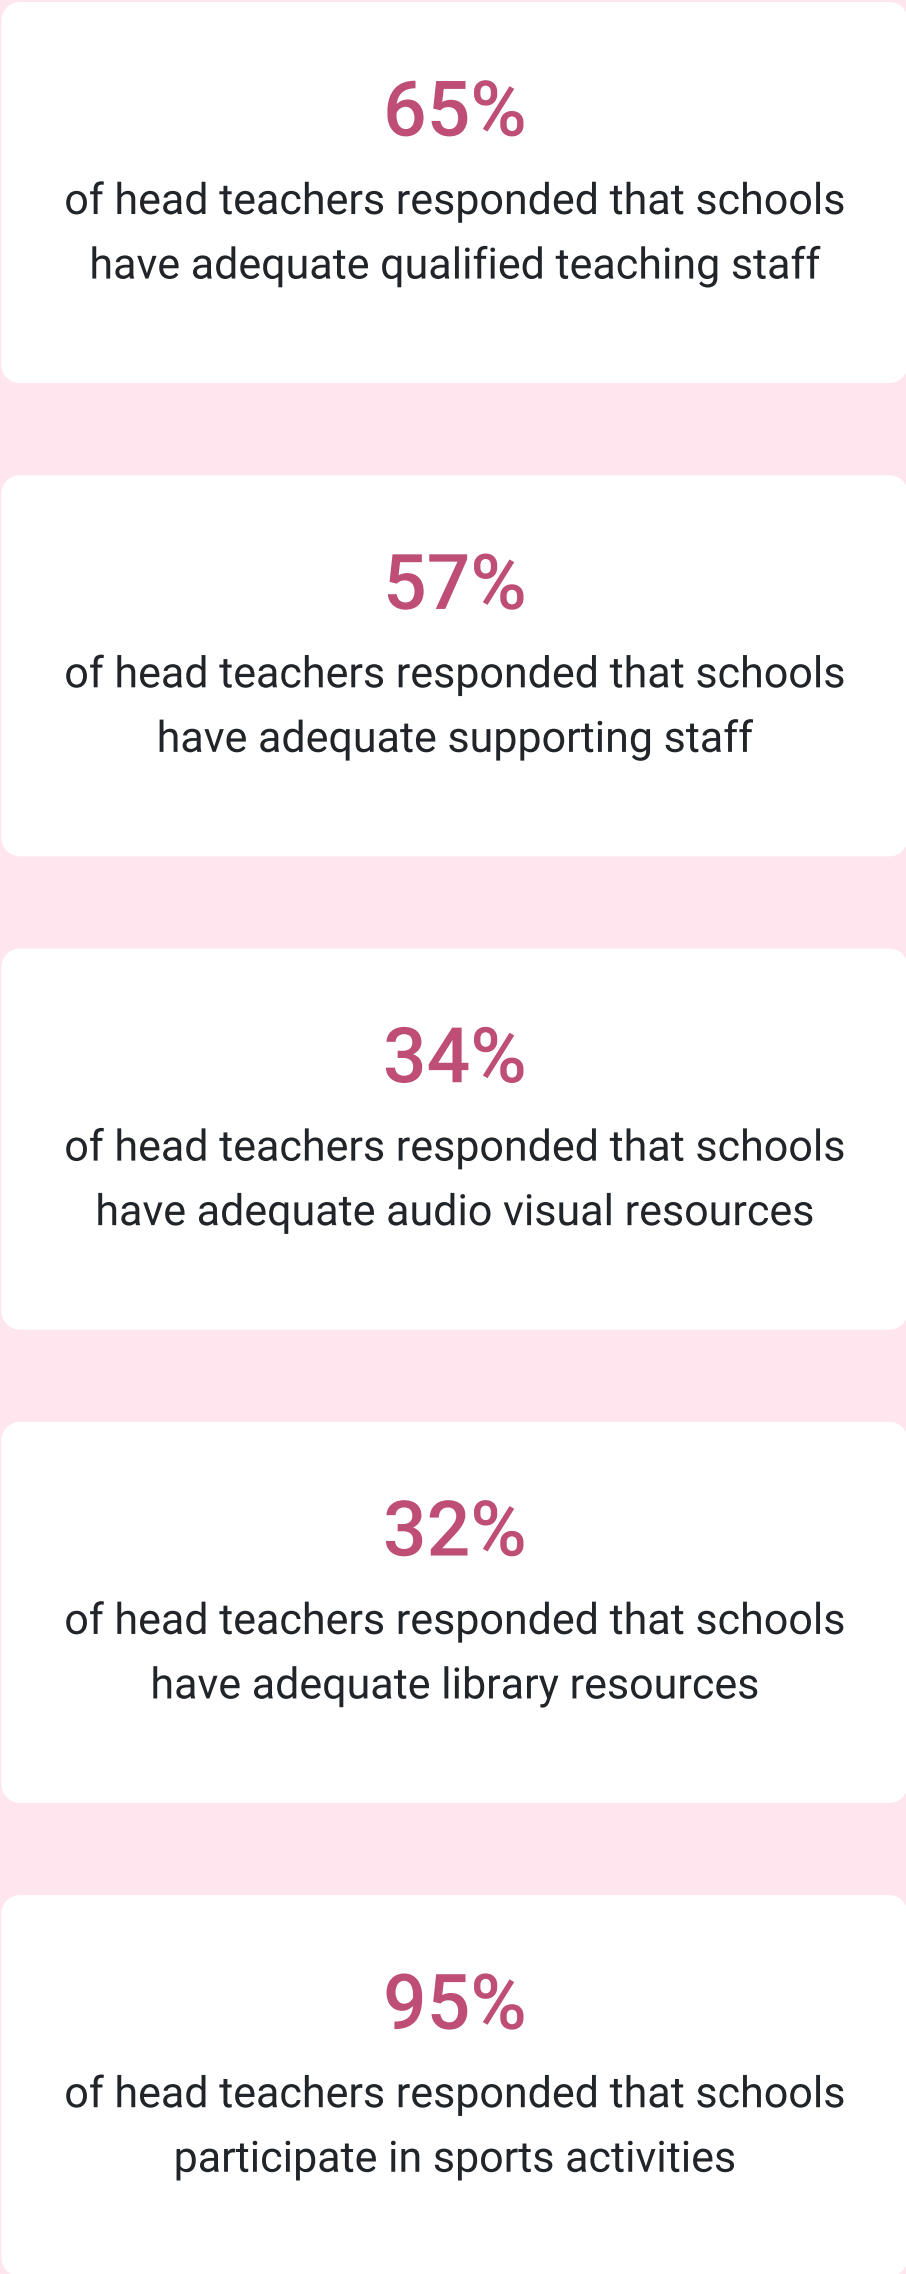 65%
of head teachers responded that schools
have adequate qualified teaching staff
57%
of head teachers responded that schools
have adequate supporting staff
34%
of head teachers responded that schools
have adequate audio visual resources
32%
of head teachers responded that schools
have adequate library resources
95%
of head teachers responded that schools
participate in sports activities